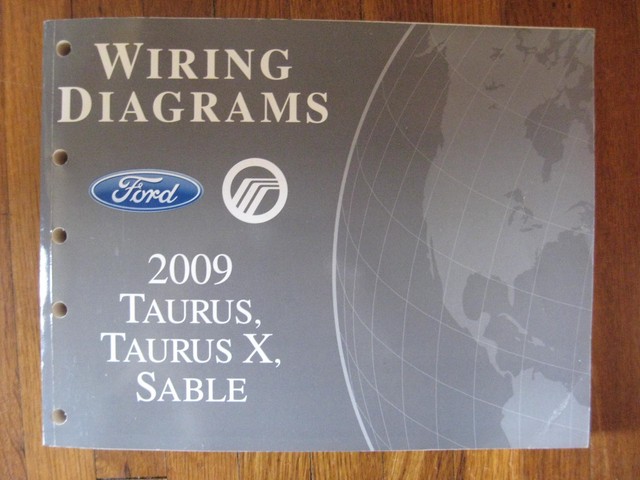 WIRING
DIAGRAMS
Ford
2009
TAURUS,
TAURUS X,
SABLE